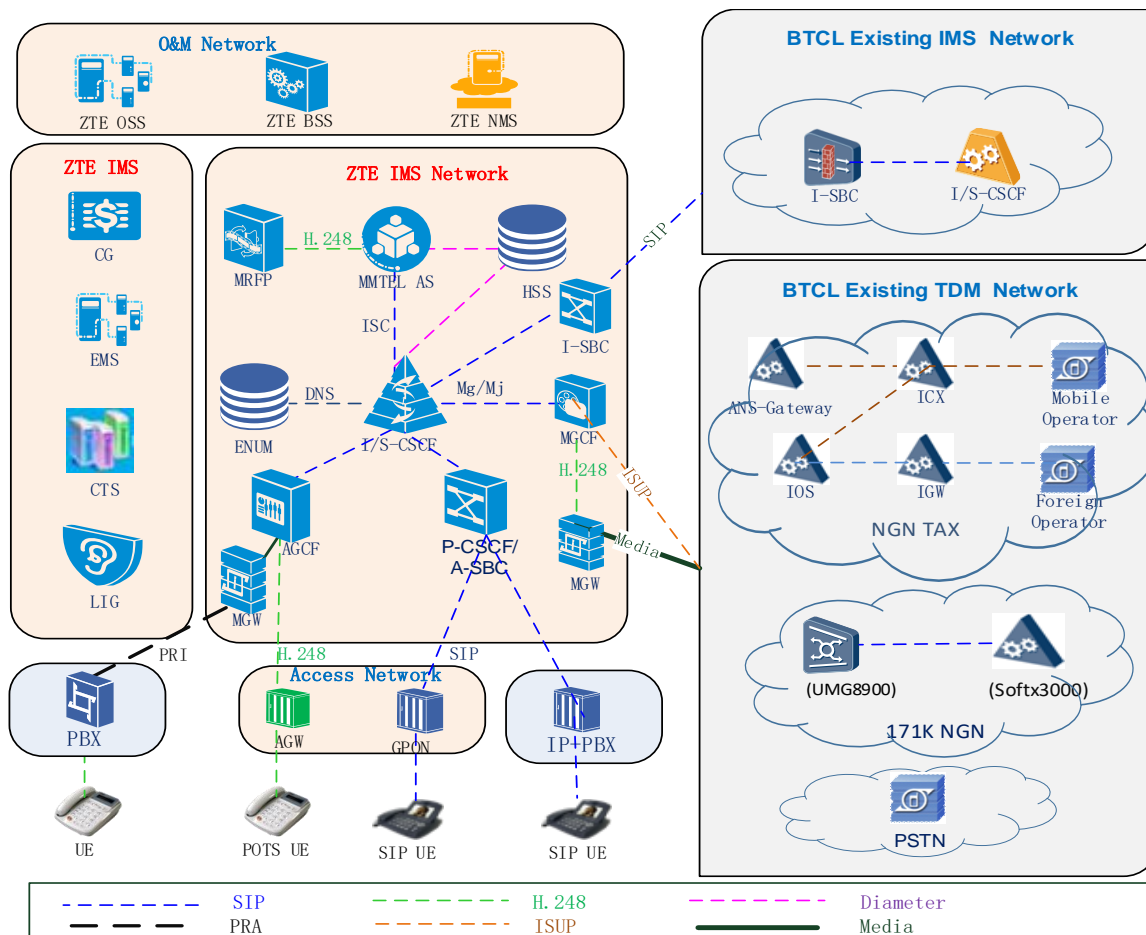 O&M Network
ZTE OSS
ZTE BSS
ZTE NMS
ZTE IMS
CG
EMS
CTS
LIG
ZTE IMS Network
MRFP
H.248
MMTEL AS
HSS
SIP
ISC
I-SBC
ENUM
DNS
I/S-CSCF
Mg/Mj
MGCF
H.248
ISUP
AGCF
P-CSCF/
A-SBC
MGW
Media
MGW
PRI
H.248
SIP
Access Network
PBX
AGW
GPON
IP-PBX
UE
POTS UE
SIP UE
SIP UE
BTCL Existing IMS Network
I-SBC
I/S-CSCF
BTCL Existing TDM Network
ANS-Gateway
ICX
Mobile
Operator
IOS
IGW
Foreign
Operator
NGN TAX
(UMG8900)
(Softx3000)
171K NGN
PSTN
SIP
H.248
Diameter
PRA
ISUP
Media